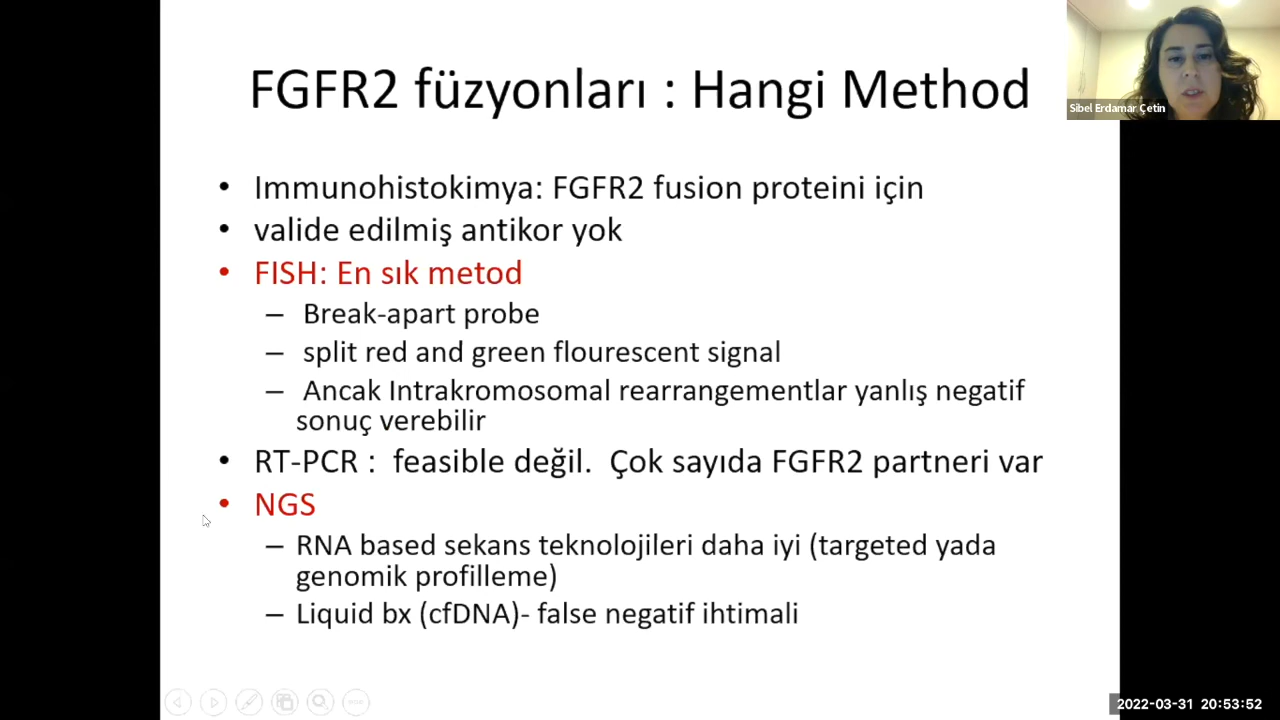 FGFR2 füzyonları : Hangi Method
Sibel Erdamar Çetin
• Immunohistokimya: FGFR2 fusion proteini için
• valide edilmiş antikor yok
• FISH: En sık metod
– Break-apart probe
– split red and green flourescent signal
– Ancak Intrakromosomal rearrangementlar yanlış negatif
sonuç verebilir
• RT-PCR : feasible değil. Çok sayıda FGFR2 partneri var
• NGS
– RNA based sekans teknolojileri daha iyi (targeted yada
genomik profilleme)
– Liquid bx (cfDNA)- false negatif ihtimali
2022-03-31 20:53:52